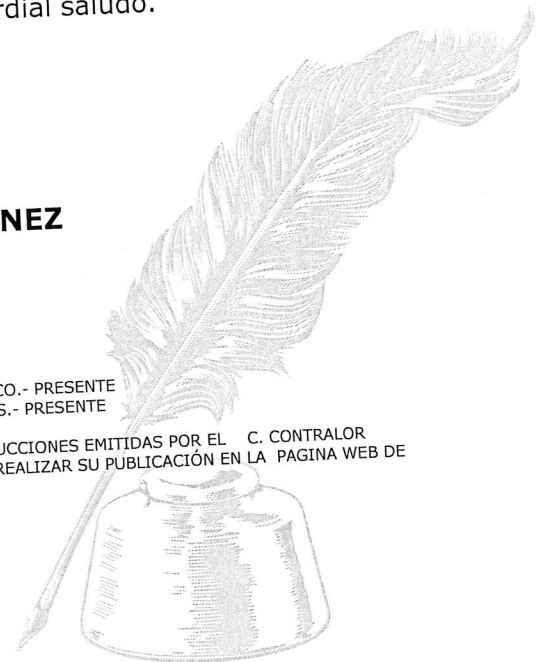 rdial saludo.
NEZ
CO.- PRESENTE
S.- PRESENTE
UCCIONES EMITIDAS POR EL C. CONTRALOR
REALIZAR SU PUBLICACIÓN EN LA PAGINA WEB DE